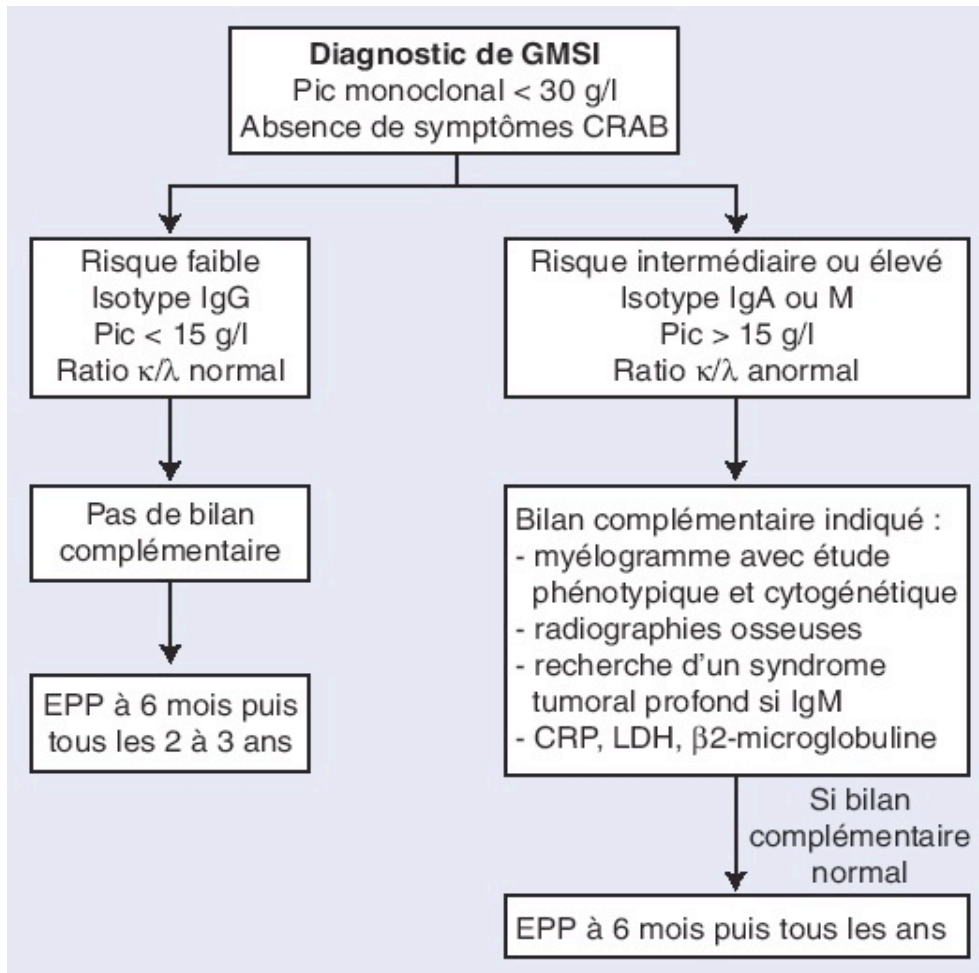 Diagnostic de GMSI
Pic monoclonal < 30 g/l
Absence de symptômes CRAB
Risque faible
Isotype IgG
Pic < 15 g/l
Ratio κ/λ normal
Risque intermédiaire ou élevé
Isotype IgA ou M
Pic > 15 g/l
Ratio κ/λ anormal
Pas de bilan
complémentaire
Bilan complémentaire indiqué :
- myélogramme avec étude
phénotypique et cytogénétique
- radiographies osseuses
- recherche d'un syndrome
tumoral profond si IgM
- CRP, LDH, β2-microglobuline
EPP à 6 mois puis
tous les 2 à 3 ans
Si bilan
complémentaire
normal
EPP à 6 mois puis tous les ans